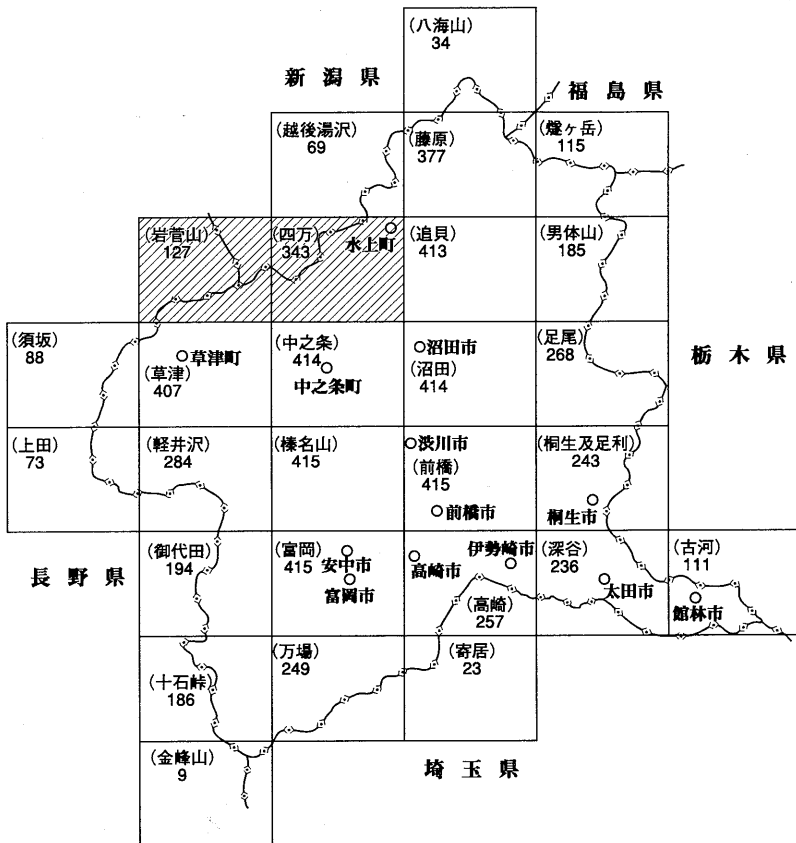 (八海山)
34
新潟県
福島県
(越後湯沢)
69
(藤原)
377
(燧ヶ岳)
115
(岩菅山)
127
(四万)
343
水上町
(追貝)
413
(男体山)
185
(須坂)
88
草津町
(草津)
407
(中之条)
414
中之条町
沼田市
(沼田)
414
(足尾)
268
栃木県
(上田)
73
(軽井沢)
284
(榛名山)
415
渋川市
(前橋)
415
前橋市
(桐生及足利)
243
桐生市
長野県
(御代田)
194
(富岡)
415
安中市
富岡市
高崎市
伊勢崎市
(高崎)
257
(深谷)
236
太田市
(古河)
111
館林市
(十石峠)
186
(万場)
249
(寄居)
23
(金峰山)
9
埼玉県